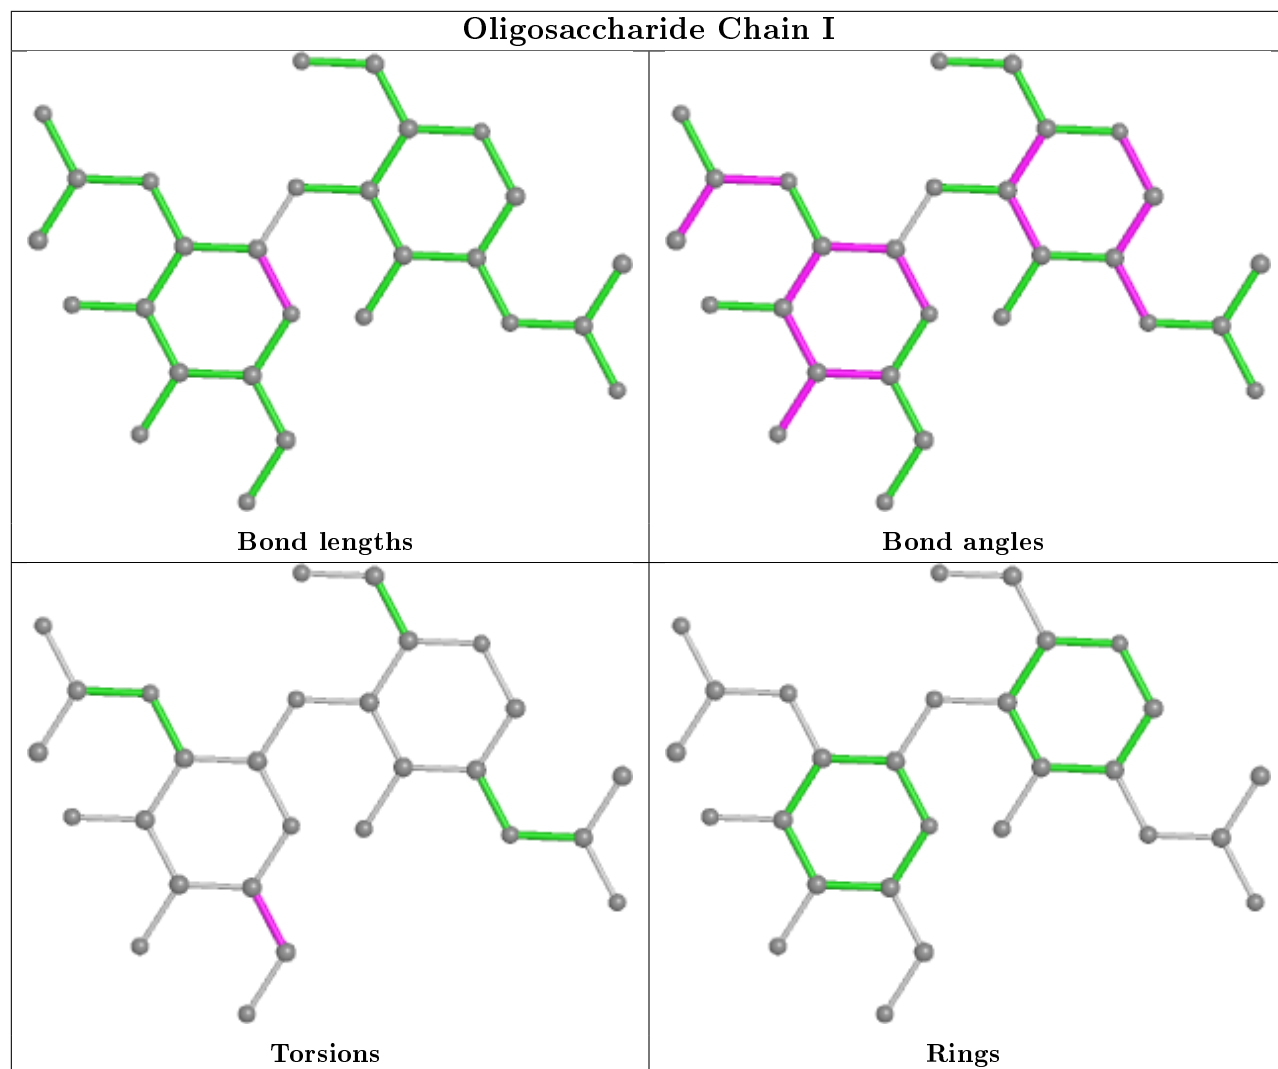 Oligosaccharide Chain I
Bond lengths
Bond angles
Torsions
Rings